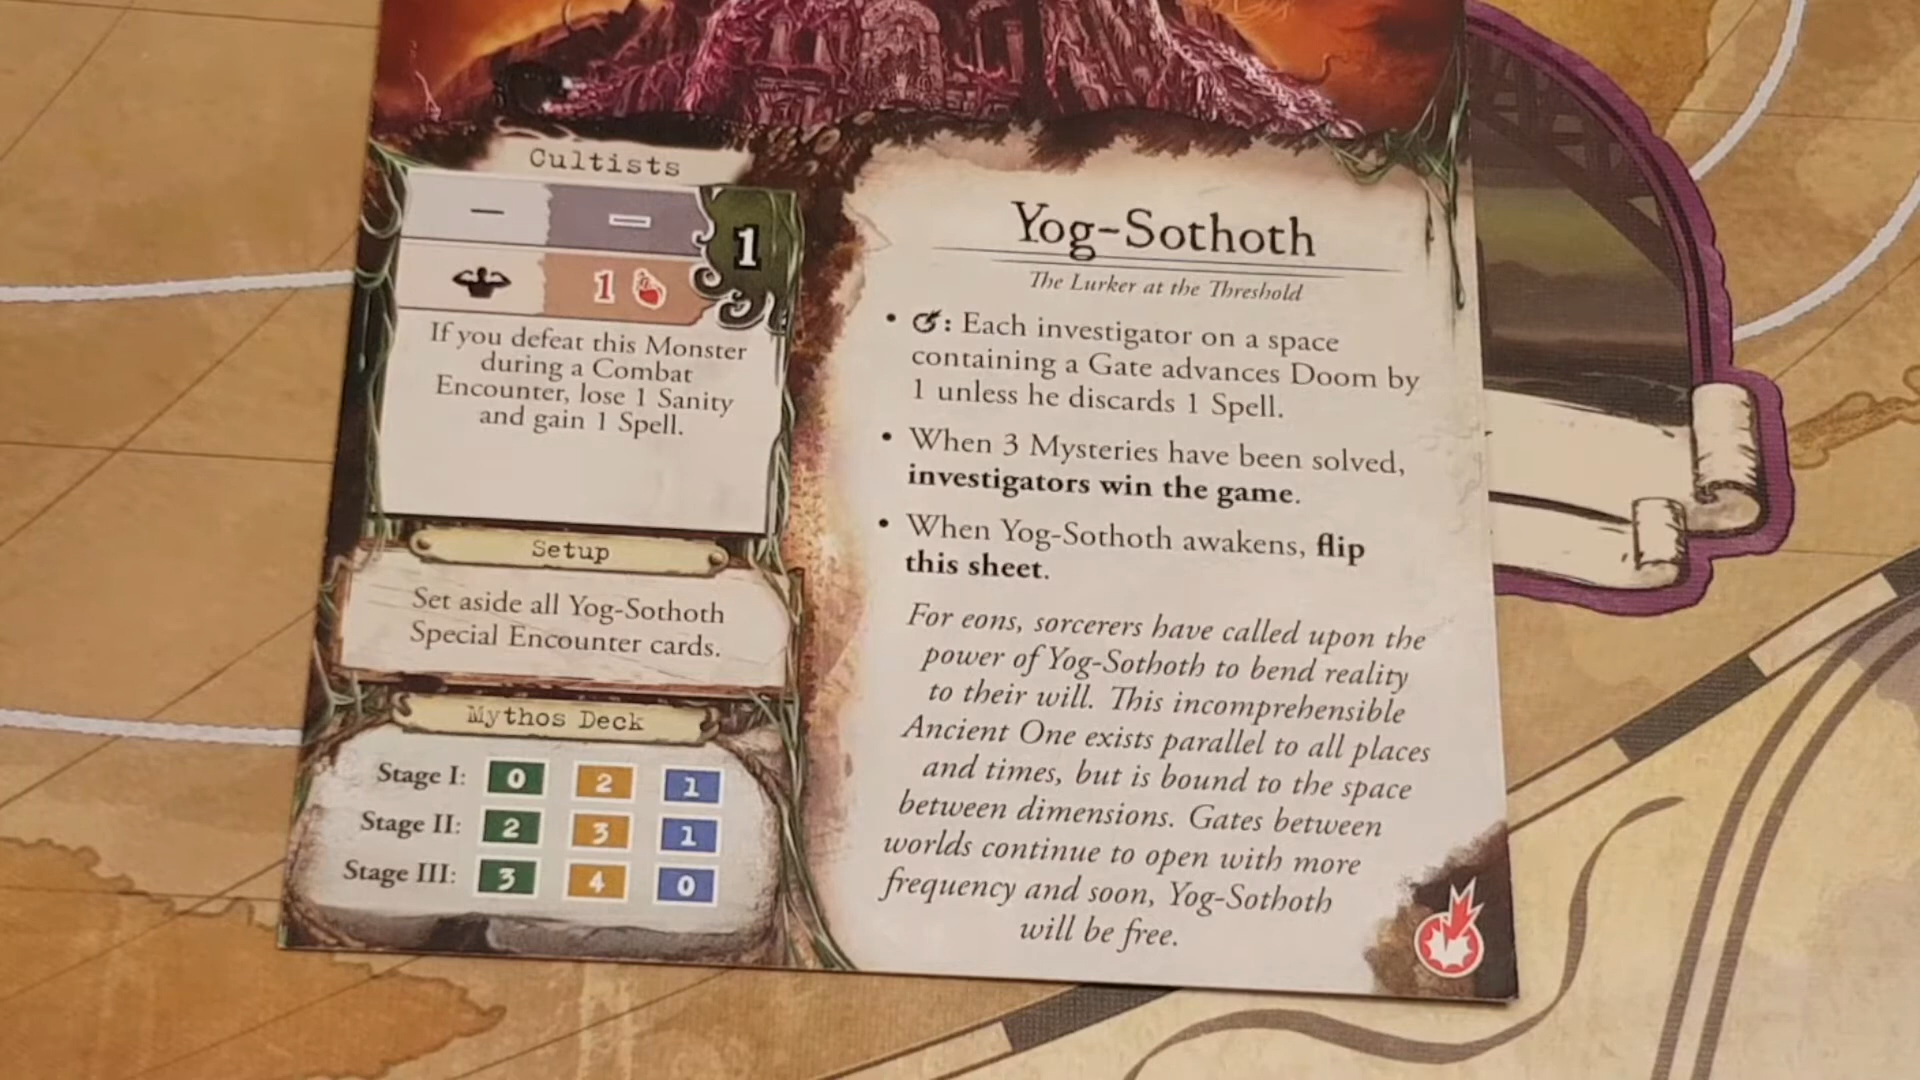 Cultists
—
—
1
1
If you defeat this Monster
during a Combat
Encounter, lose 1 Sanity
and gain 1 Spell.
Setup
Set aside all Yog-Sothoth
Special Encounter cards.
Mythos Deck
Stage I: 0 2 1
Stage II: 2 3 1
Stage III: 3 4 0
Yog-Sothoth
The Lurker at the Threshold
• : Each investigator on a space
containing a Gate advances Doom by
1 unless he discards 1 Spell.
• When 3 Mysteries have been solved,
investigators win the game.
• When Yog-Sothoth awakens, flip
this sheet.
For eons, sorcerers have called upon the
power of Yog-Sothoth to bend reality
to their will. This incomprehensible
Ancient One exists parallel to all places
and times, but is bound to the space
between dimensions. Gates between
worlds continue to open with more
frequency and soon, Yog-Sothoth
will be free.